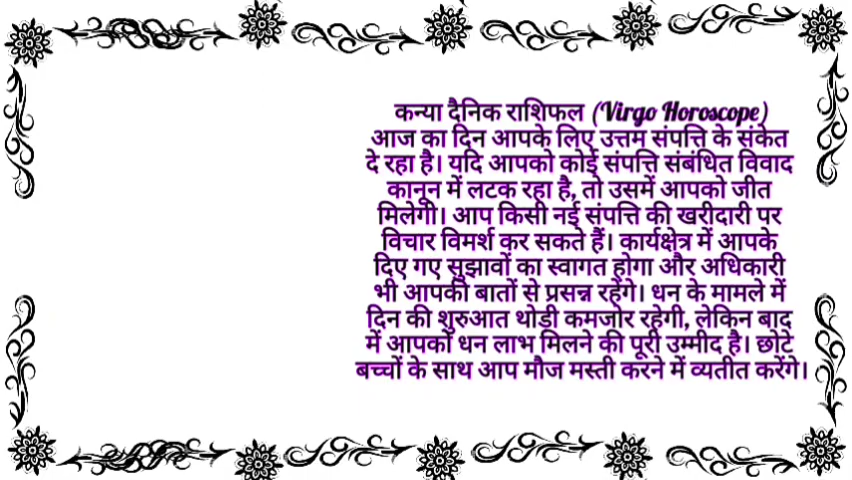 कन्या दैनिक राशिफल (Virgo Horoscope)
आज का दिन आपके लिए उत्तम संपत्ति के संकेत
दे रहा है। यदि आपको कोई संपत्ति संबंधित विवाद
कानून में लटक रहा है, तो उसमें आपको जीत
मिलेगी। आप किसी नई संपत्ति की खरीदारी पर
विचार विमर्श कर सकते हैं। कार्यक्षेत्र में आपके
दिए गए सुझावों का स्वागत होगा और अधिकारी
भी आपकी बातों से प्रसन्न रहेंगे। धन के मामले में
दिन की शुरुआत थोड़ी कमजोर रहेगी, लेकिन बाद
में आपको धन लाभ मिलने की पूरी उम्मीद है। छोटे
बच्चों के साथ आप मौज मस्ती करने में व्यतीत करेंगे।